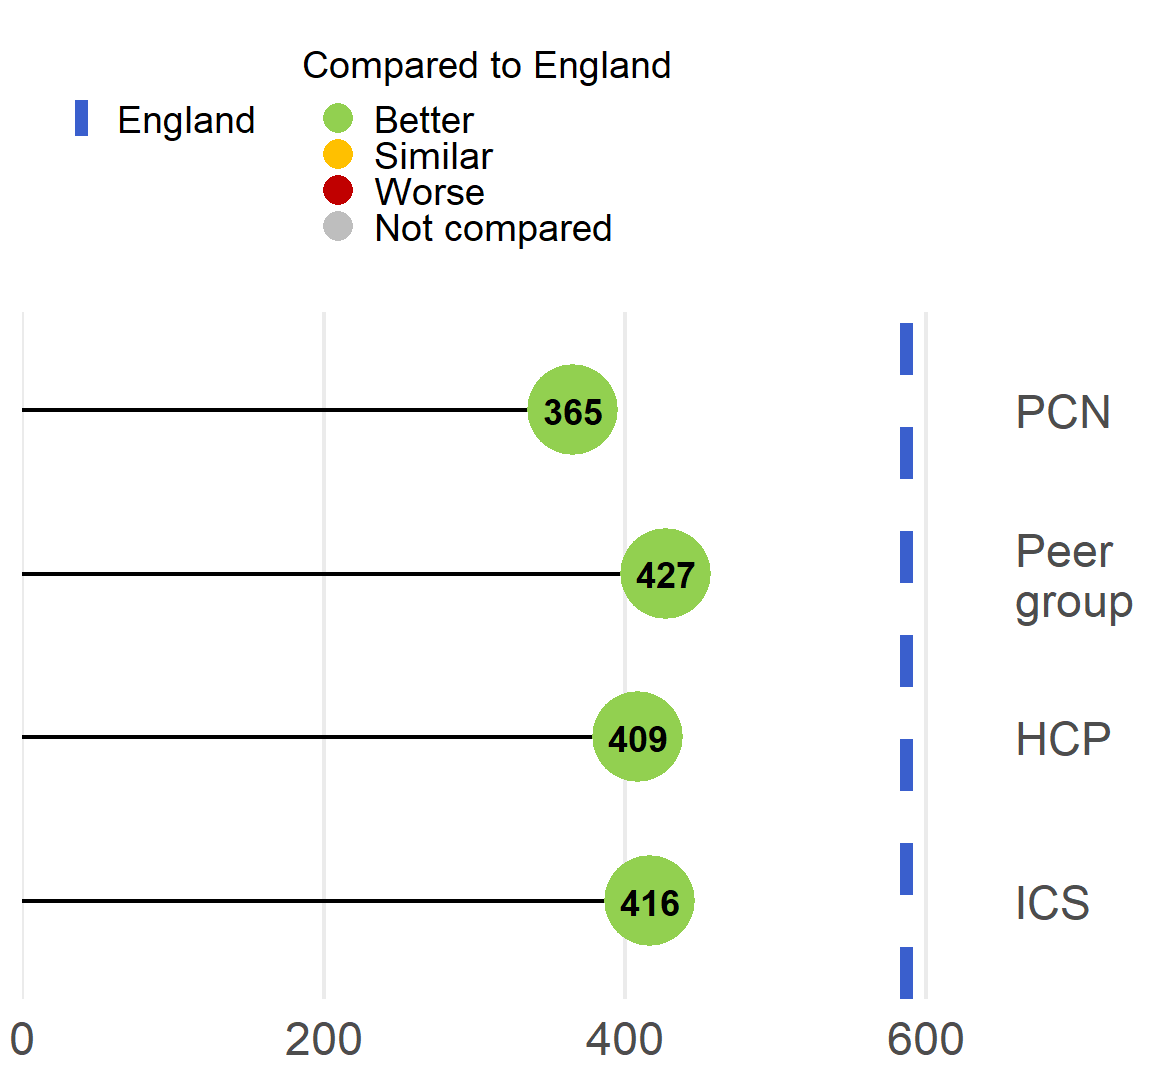 Compared to England
England
Better
Similar
Worse
Not compared
365
PCN
427
Peer
group
409
HCP
416
ICS
0 200 400 600